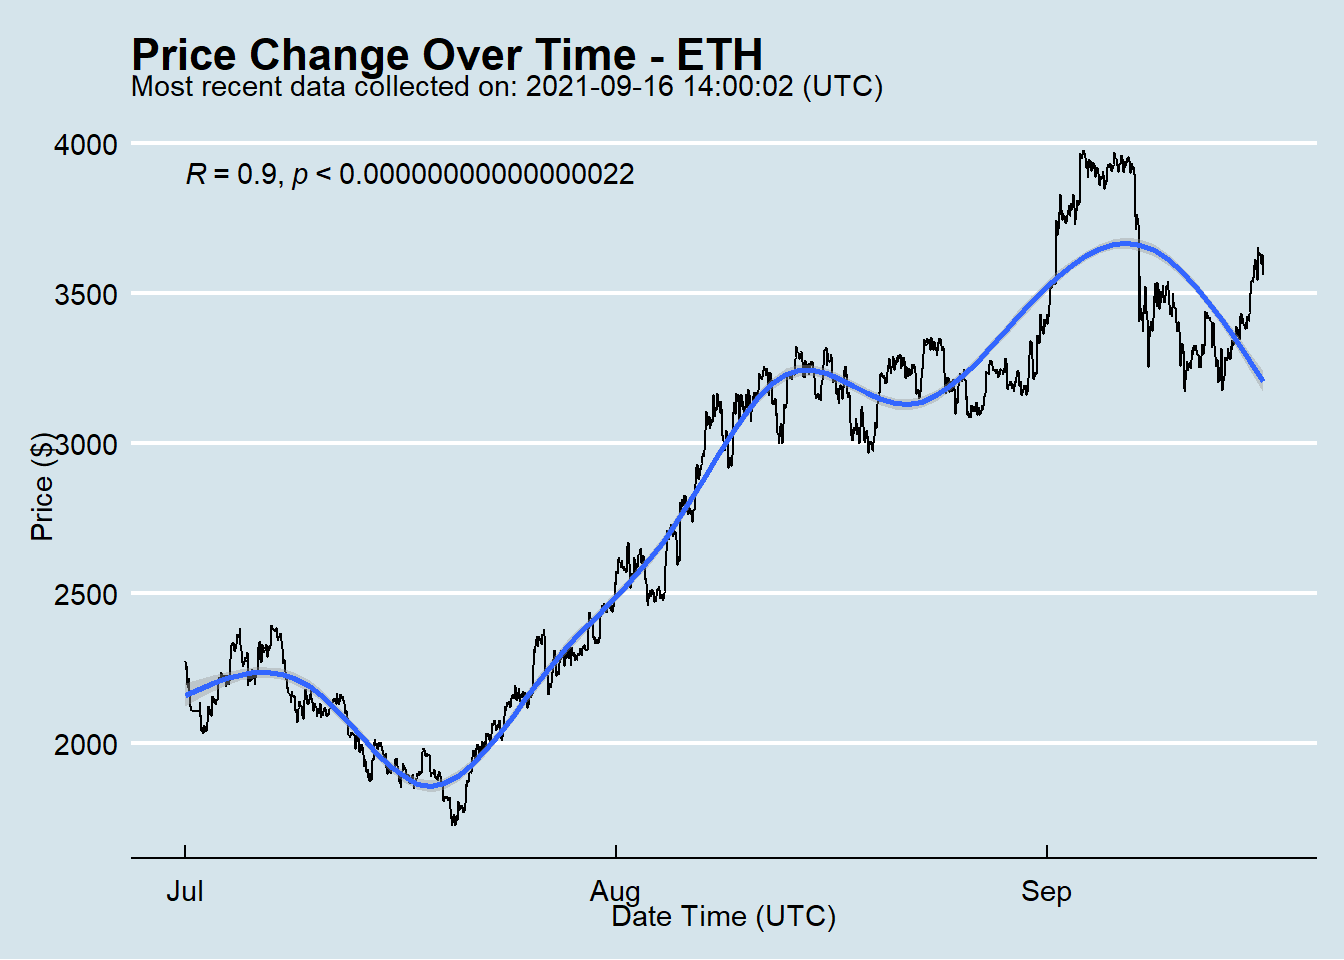 Price Change Over Time - ETH
Most recent data collected on: 2021-09-16 14:00:02 (UTC)
R = 0.9, p < 0.00000000000000022
4000
3500
3000
2500
2000
Price ($)
Jul
Aug
Sep
Date Time (UTC)